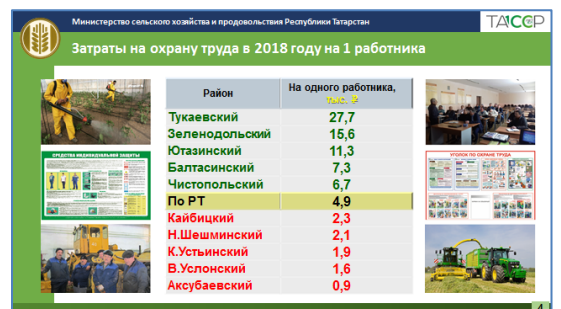 Министерство сельского хозяйства и продовольствия Республики Татарстан
ТАССР
Затраты на охрану труда в 2018 году на 1 работника
Район На одного работника,
тыс. ₽
Тукаевский 27,7
Зеленодольский 15,6
Ютазинский 11,3
Балтасинский 7,3
Чистопольский 6,7
По РТ 4,9
Кайбицкий 2,3
Н.Шешминский 2,1
К.Устьинский 1,9
В.Услонский 1,6
Аксубаевский 0,9
СРЕДСТВА ИНДИВИДУАЛЬНОЙ ЗАЩИТЫ
УГОЛОК ПО ОХРАНЕ ТРУДА
4